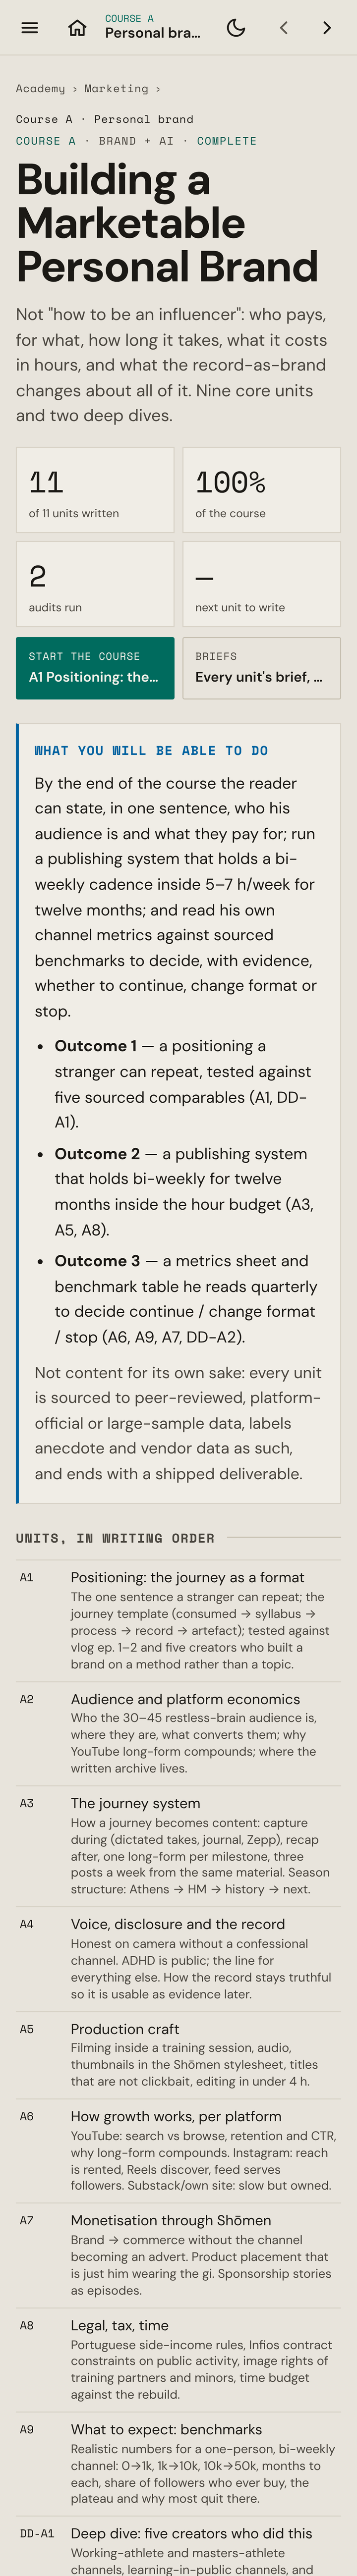 COURSE A
Personal bra…
Academy › Marketing ›
Course A · Personal brand
COURSE A · BRAND + AI · COMPLETE
Building a
Marketable
Personal Brand
Not "how to be an influencer": who pays,
for what, how long it takes, what it costs
in hours, and what the record-as-brand
changes about all of it. Nine core units
and two deep dives.
11
of 11 units written
100%
of the course
2
audits run
—
next unit to write
START THE COURSE
A1 Positioning: the…
BRIEFS
Every unit's brief, …
WHAT YOU WILL BE ABLE TO DO
By the end of the course the reader
can state, in one sentence, who his
audience is and what they pay for; run
a publishing system that holds a bi-
weekly cadence inside 5–7 h/week for
twelve months; and read his own
channel metrics against sourced
benchmarks to decide, with evidence,
whether to continue, change format or
stop.
• Outcome 1 — a positioning a
stranger can repeat, tested against
five sourced comparables (A1, DD-
A1).
• Outcome 2 — a publishing system
that holds bi-weekly for twelve
months inside the hour budget (A3,
A5, A8).
• Outcome 3 — a metrics sheet and
benchmark table he reads quarterly
to decide continue / change format
/ stop (A6, A9, A7, DD-A2).
Not content for its own sake: every unit
is sourced to peer-reviewed, platform-
official or large-sample data, labels
anecdote and vendor data as such,
and ends with a shipped deliverable.
UNITS, IN WRITING ORDER
A1
Positioning: the journey as a format
The one sentence a stranger can repeat; the
journey template (consumed → syllabus →
process → record → artefact); tested against
vlog ep. 1–2 and five creators who built a
brand on a method rather than a topic.
A2
Audience and platform economics
Who the 30–45 restless-brain audience is,
where they are, what converts them; why
YouTube long-form compounds; where the
written archive lives.
A3
The journey system
How a journey becomes content: capture
during (dictated takes, journal, Zepp), recap
after, one long-form per milestone, three
posts a week from the same material. Season
structure: Athens → HM → history → next.
A4
Voice, disclosure and the record
Honest on camera without a confessional
channel. ADHD is public; the line for
everything else. How the record stays truthful
so it is usable as evidence later.
A5
Production craft
Filming inside a training session, audio,
thumbnails in the Shōmen stylesheet, titles
that are not clickbait, editing in under 4 h.
A6
How growth works, per platform
YouTube: search vs browse, retention and CTR,
why long-form compounds. Instagram: reach
is rented, Reels discover, feed serves
followers. Substack/own site: slow but owned.
A7
Monetisation through Shōmen
Brand → commerce without the channel
becoming an advert. Product placement that
is just him wearing the gi. Sponsorship stories
as episodes.
A8
Legal, tax, time
Portuguese side-income rules, Infios contract
constraints on public activity, image rights of
training partners and minors, time budget
against the rebuild.
A9
What to expect: benchmarks
Realistic numbers for a one-person, bi-weekly
channel: 0→1k, 1k→10k, 10k→50k, months to
each, share of followers who ever buy, the
plateau and why most quit there.
DD-A1
Deep dive: five creators who did this
Working-athlete and masters-athlete
channels, learning-in-public channels, and